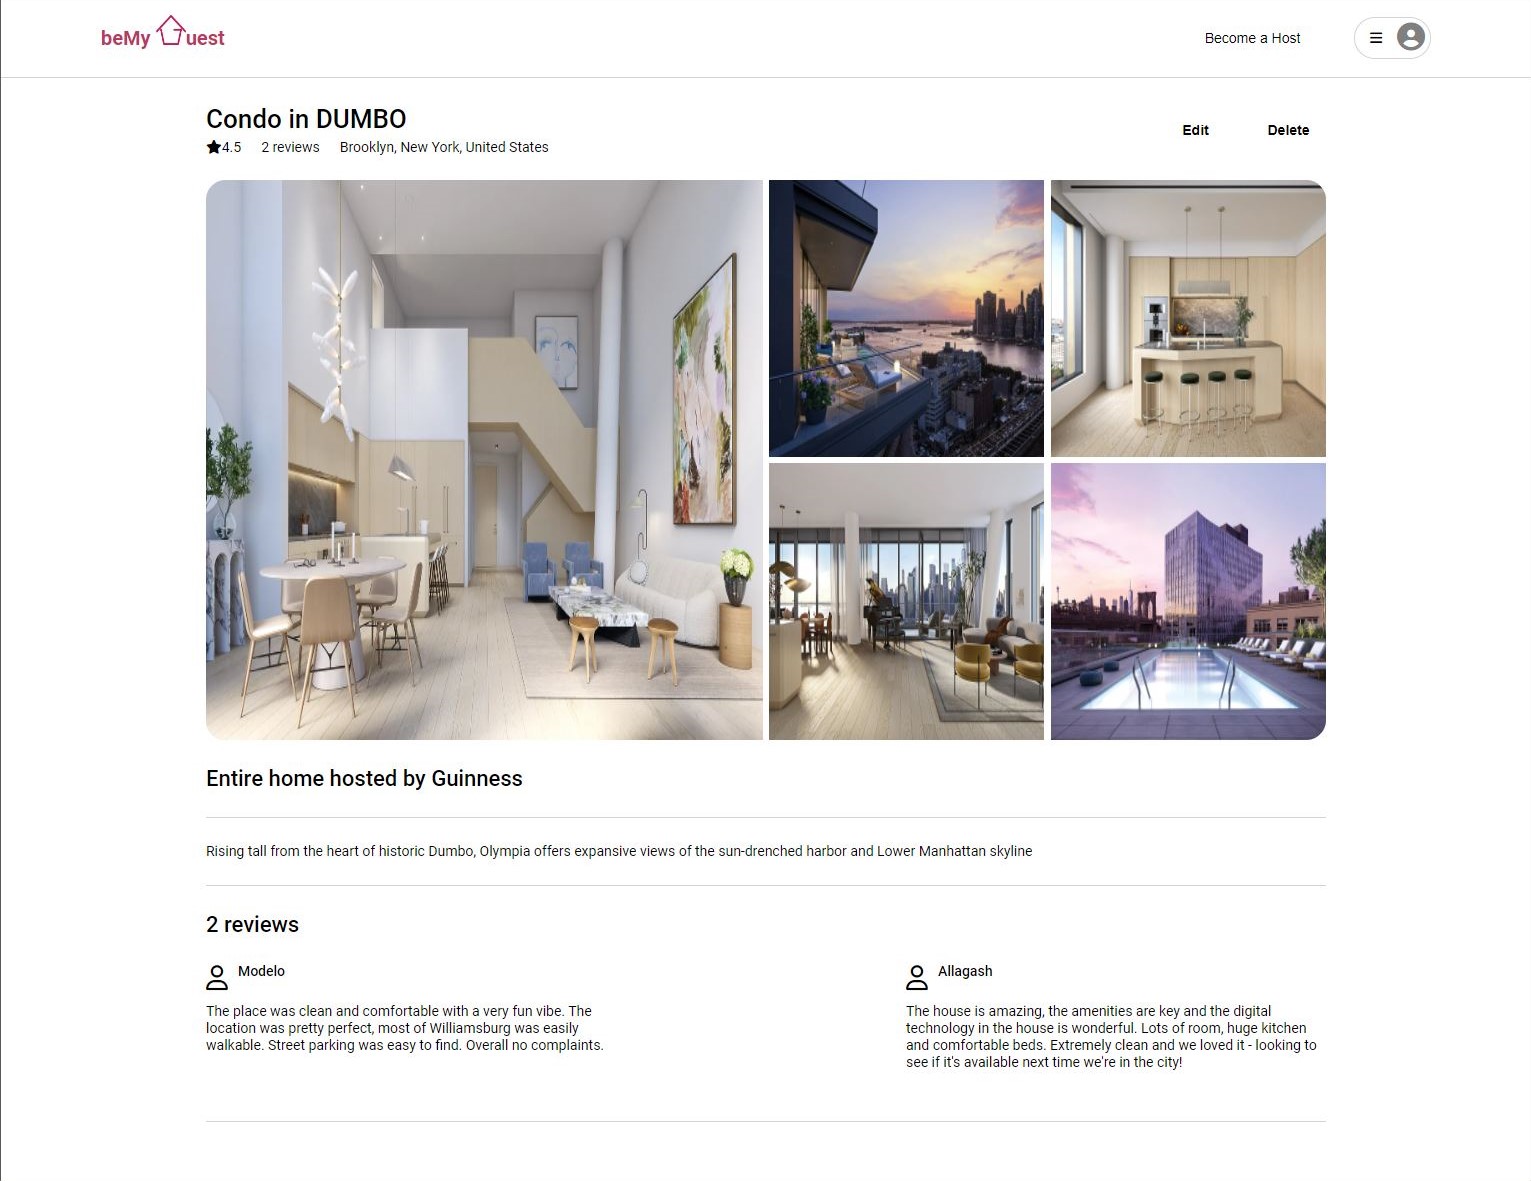 beMy uest
Become a Host
Condo in DUMBO
4.5 2 reviews Brooklyn, New York, United States
Edit Delete
Entire home hosted by Guinness
Rising tall from the heart of historic Dumbo, Olympia offers expansive views of the sun-drenched harbor and Lower Manhattan skyline
2 reviews
Modelo
The place was clean and comfortable with a very fun vibe. The
location was pretty perfect, most of Williamsburg was easily
walkable. Street parking was easy to find. Overall no complaints.
Allagash
The house is amazing, the amenities are key and the digital
technology in the house is wonderful. Lots of room, huge kitchen
and comfortable beds. Extremely clean and we loved it - looking to
see if it's available next time we're in the city!